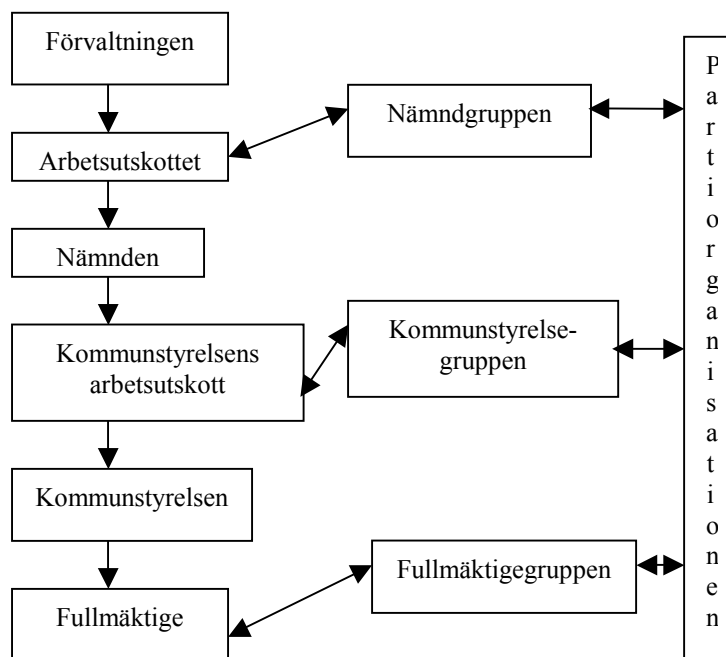 Förvaltningen
Arbetsutskottet
Nämnden
Kommunstyrelsens
arbetsutskott
Kommunstyrelsen
Fullmäktige
Nämndgruppen
Kommunstyrelse-
gruppen
Fullmäktigegruppen
P
a
r
t
i
o
r
g
a
n
i
s
a
t
i
o
n
e
n